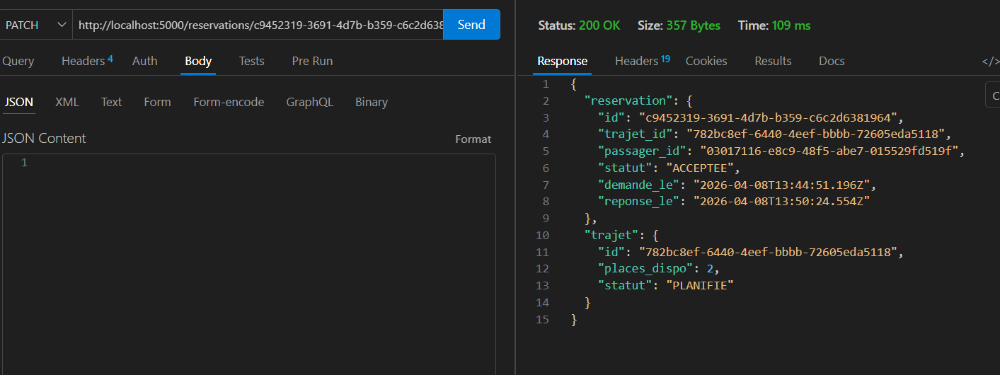 PATCH http://localhost:5000/reservations/c9452319-3691-4d7b-b359-c6c2d638 Send
Query Headers 4 Auth Body Tests Pre Run
JSON XML Text Form Form-encode GraphQL Binary
JSON Content Format
1
Status: 200 OK Size: 357 Bytes Time: 109 ms
Response Headers 19 Cookies Results Docs </>
C
1 {
2 "reservation": {
3 "id": "c9452319-3691-4d7b-b359-c6c2d6381964",
4 "trajet_id": "782bc8ef-6440-4eef-bbbb-72605eda5118",
5 "passager_id": "03017116-e8c9-48f5-abe7-015529fd519f",
6 "statut": "ACCEPTEE",
7 "demande_le": "2026-04-08T13:44:51.196Z",
8 "reponse_le": "2026-04-08T13:50:24.554Z"
9 },
10 "trajet": {
11 "id": "782bc8ef-6440-4eef-bbbb-72605eda5118",
12 "places_dispo": 2,
13 "statut": "PLANIFIE"
14 }
15 }